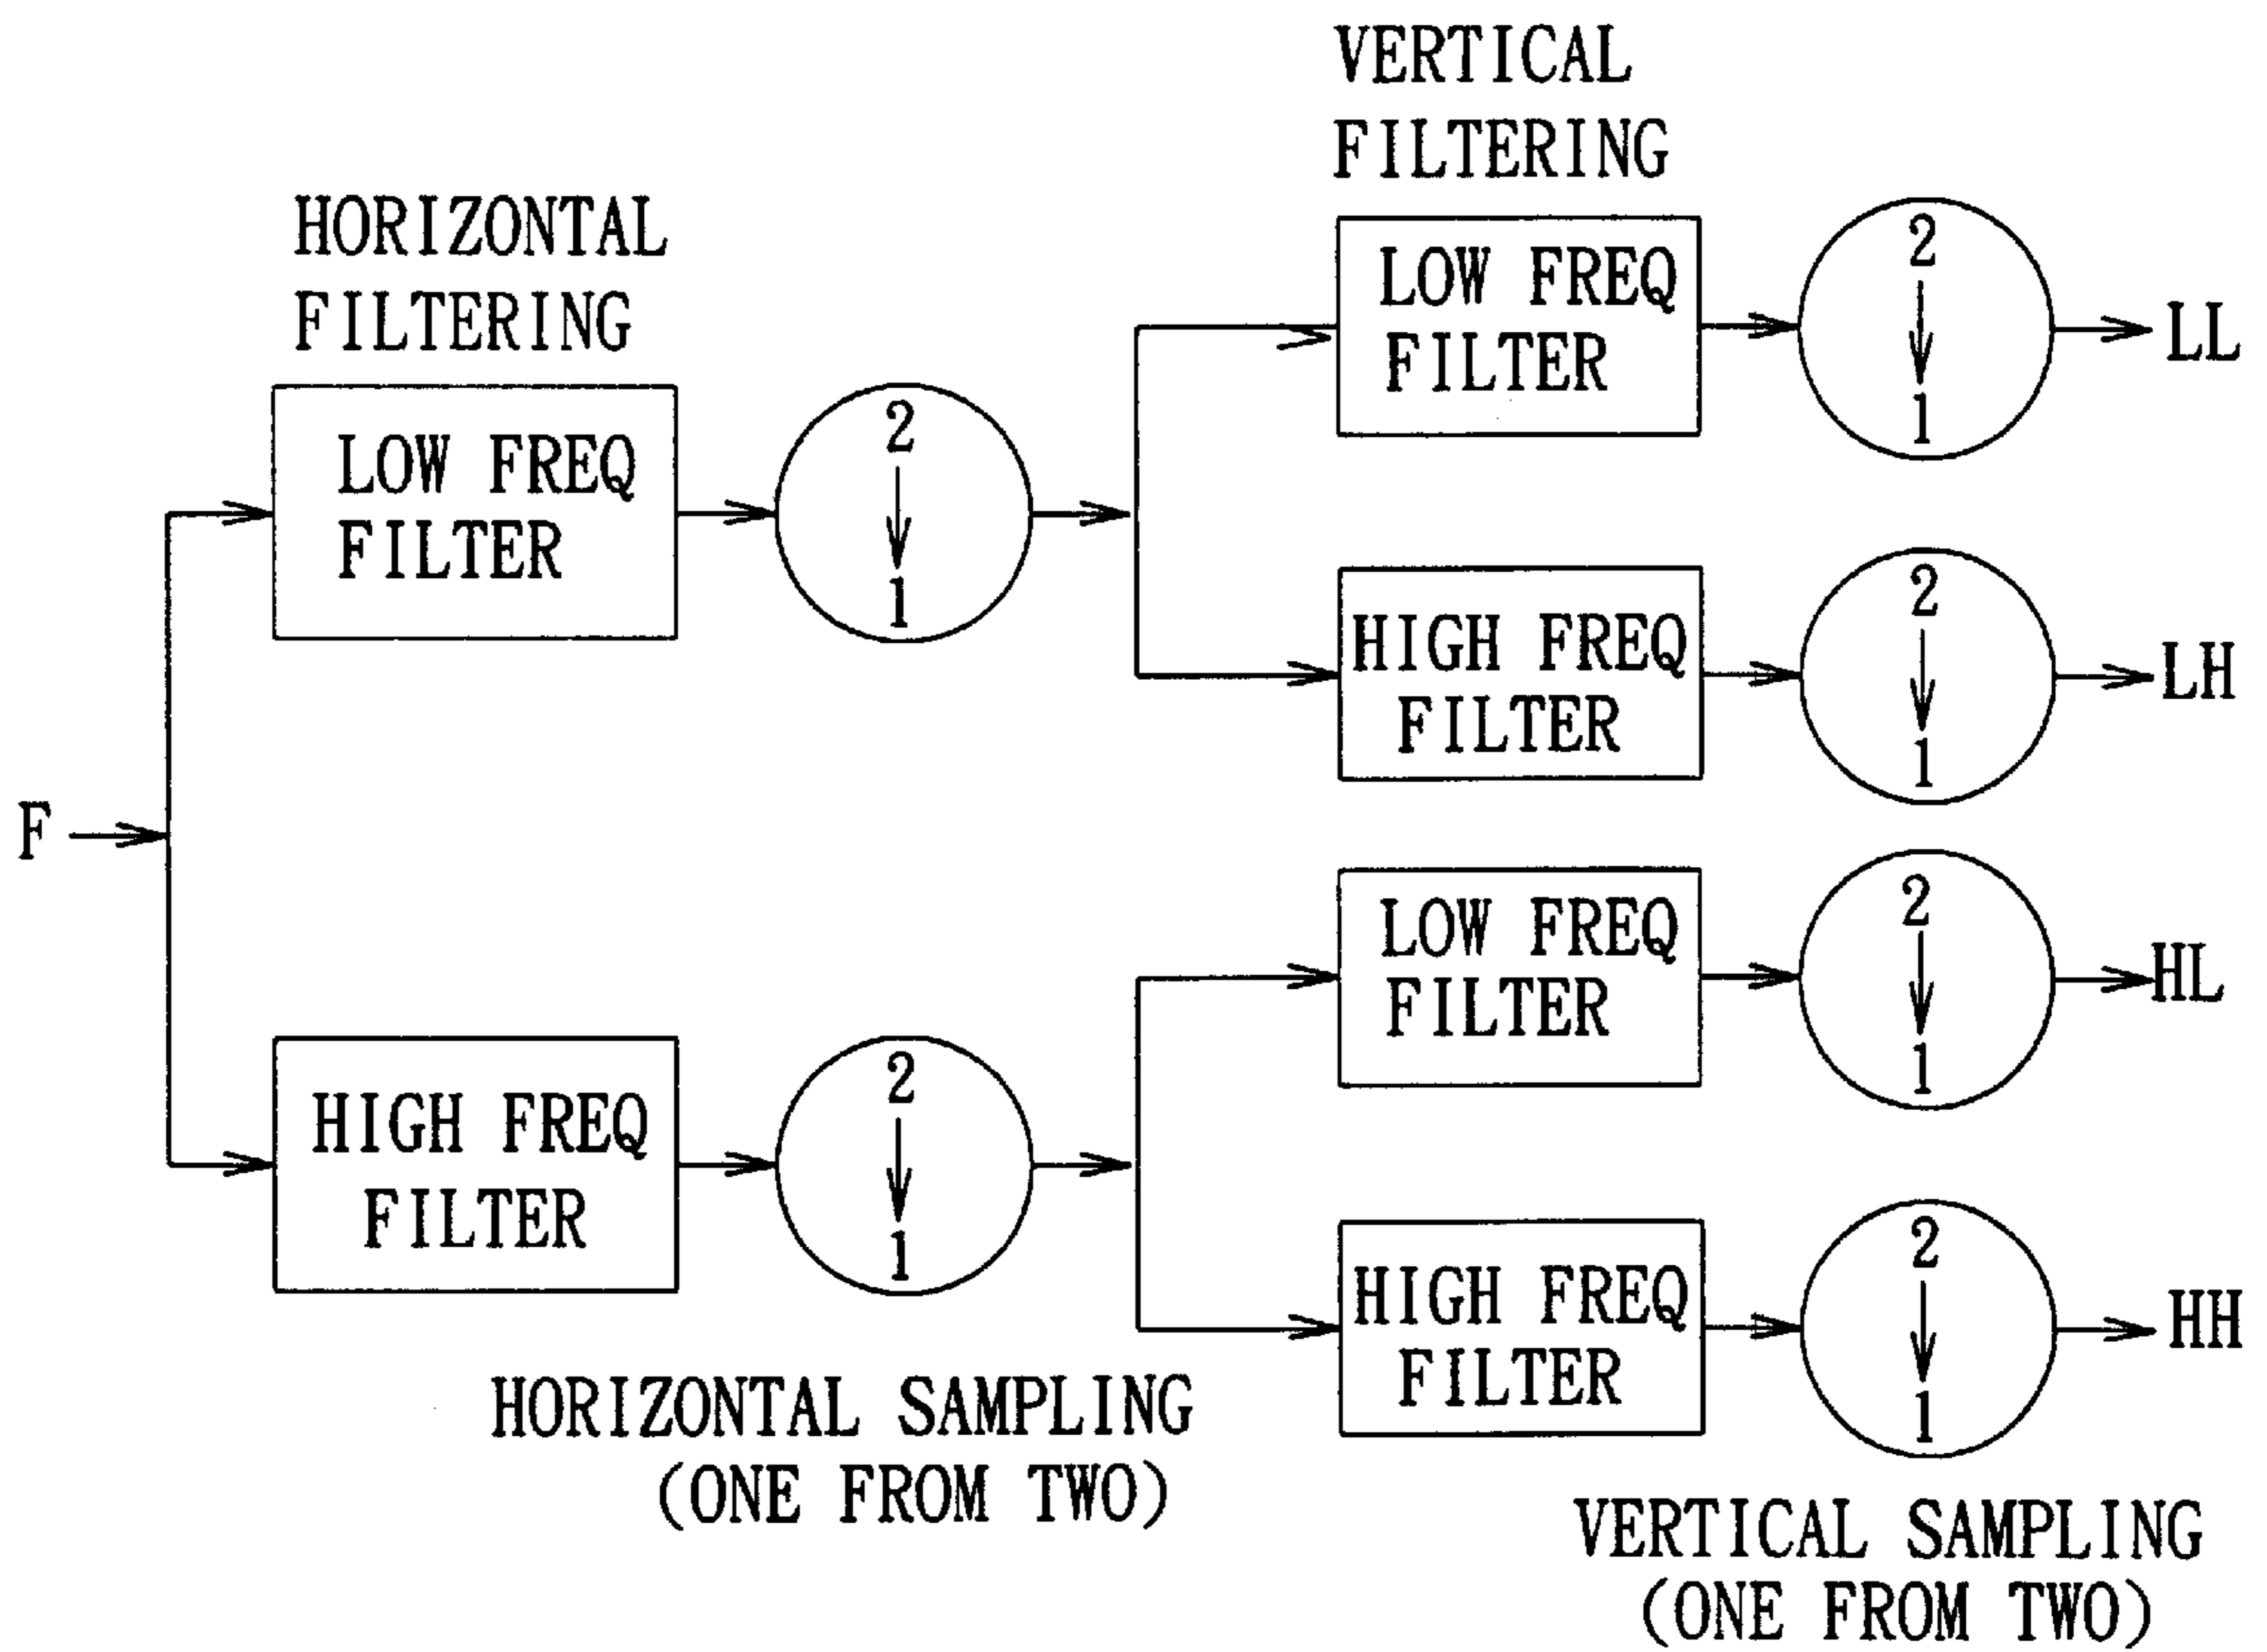 VERTICAL
FILTERING
HORIZONTAL
FILTERING
LOW FREQ
FILTER
2
1
LL
LOW FREQ
FILTER
2
1
HIGH FREQ
FILTER
2
1
LH
F
LOW FREQ
FILTER
2
1
HL
HIGH FREQ
FILTER
2
1
HIGH FREQ
FILTER
2
1
HH
HORIZONTAL SAMPLING
(ONE FROM TWO)
VERTICAL SAMPLING
(ONE FROM TWO)